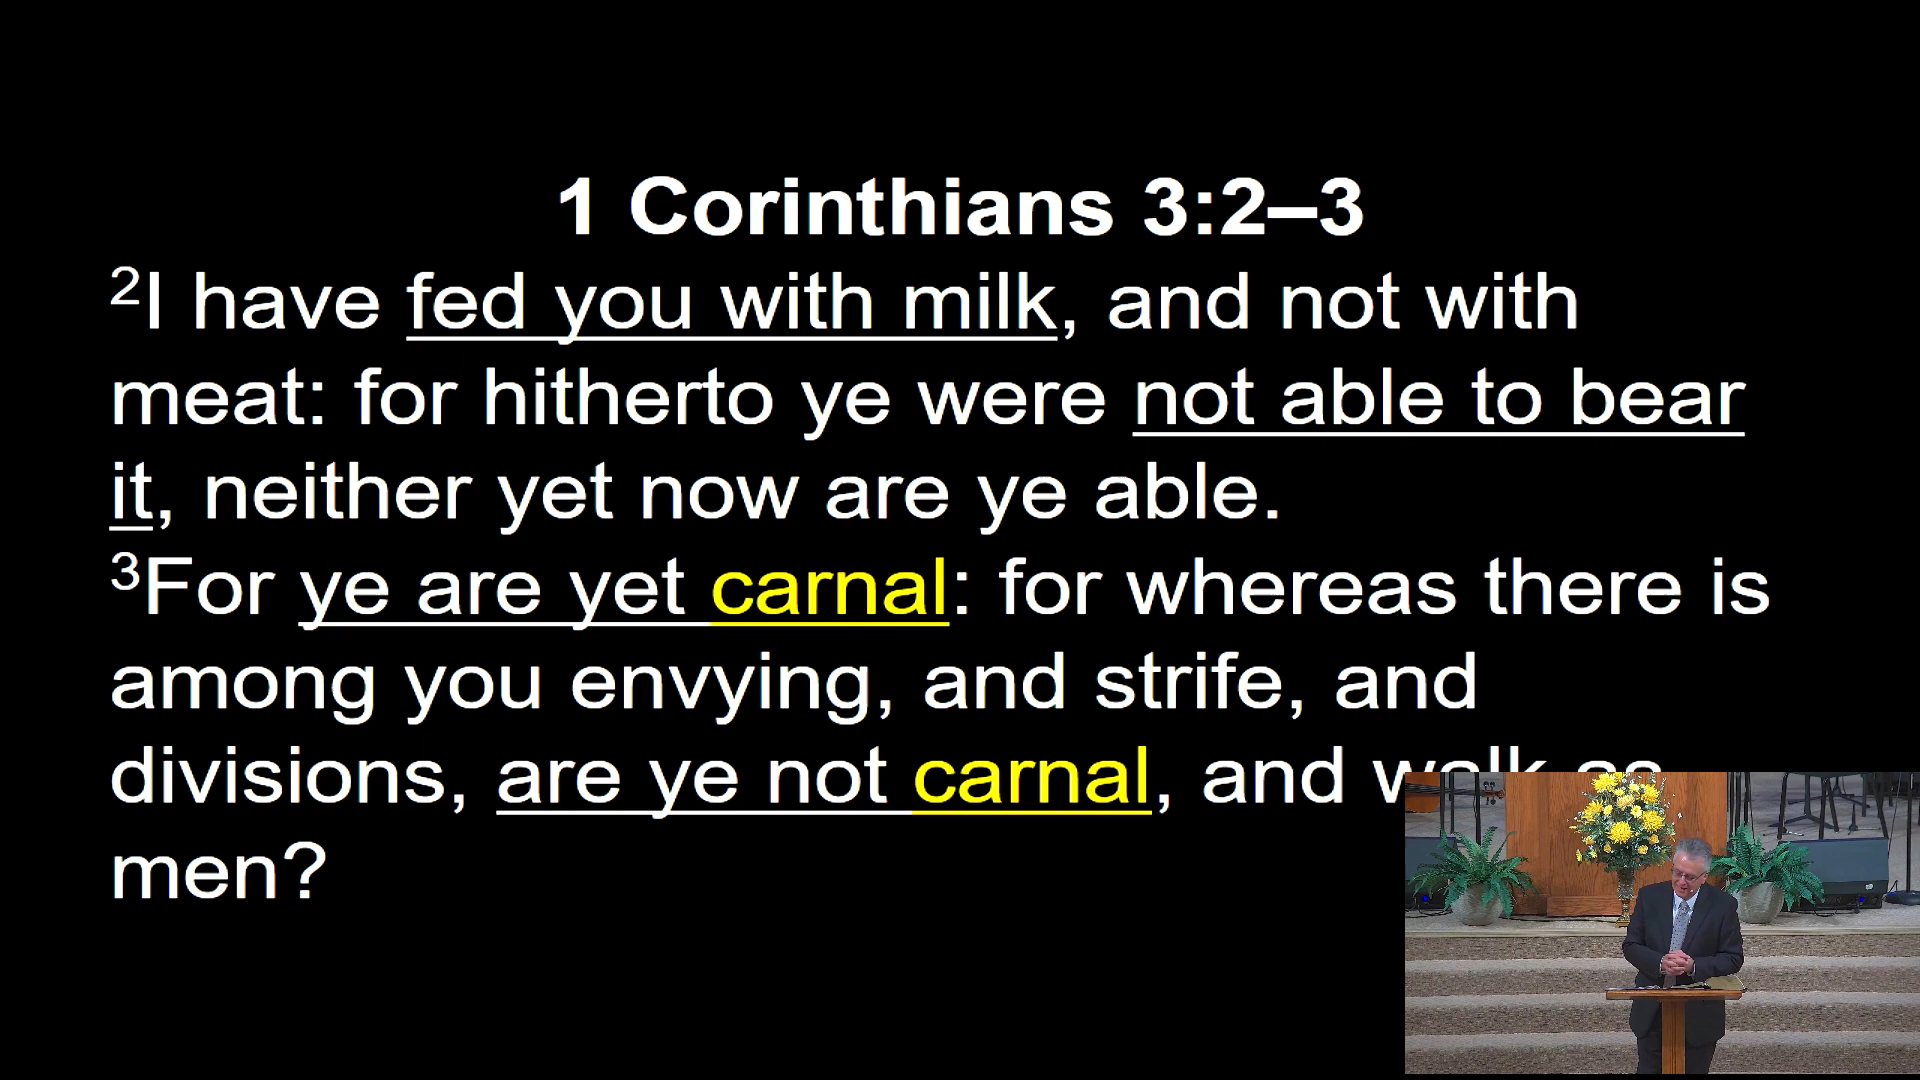 1 Corinthians 3:2–3
²I have fed you with milk, and not with
meat: for hitherto ye were not able to bear
it, neither yet now are ye able.
³For ye are yet carnal: for whereas there is
among you envying, and strife, and
divisions, are ye not carnal, and walk as
men?